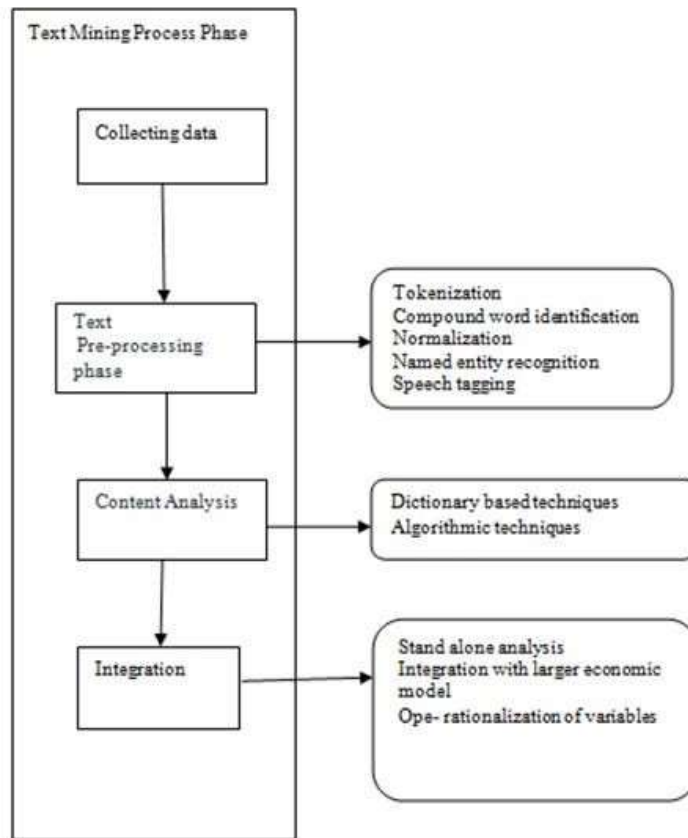 Text Mining Process Phase
Collecting data
Text
Pre-processing
phase
Tokenization
Compound word identification
Normalization
Named entity recognition
Speech tagging
Content Analysis
Dictionary based techniques
Algorithmic techniques
Integration
Stand alone analysis
Integration with larger economic
model
Ope- rationalization of variables